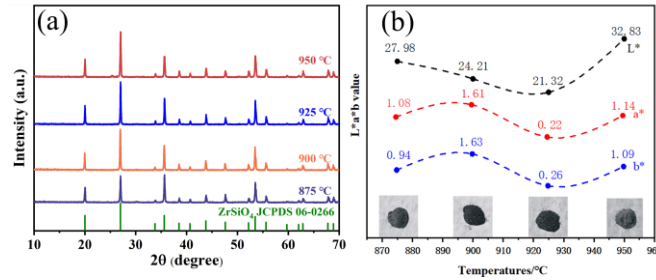 (a)
Intensity (a.u.)
950 ℃
925 ℃
900 ℃
875 ℃
ZrSiO4 JCPDS 06-0266
10 20 30 40 50 60 70
2θ (degree)
(b)
L*a*b value
27.98 24.21 21.32 32.83
L*
1.08 1.61 0.22 1.14
a*
0.94 1.63 0.26 1.09
b*
870 880 890 900 910 920 930 940 950 960
Temperatures/℃